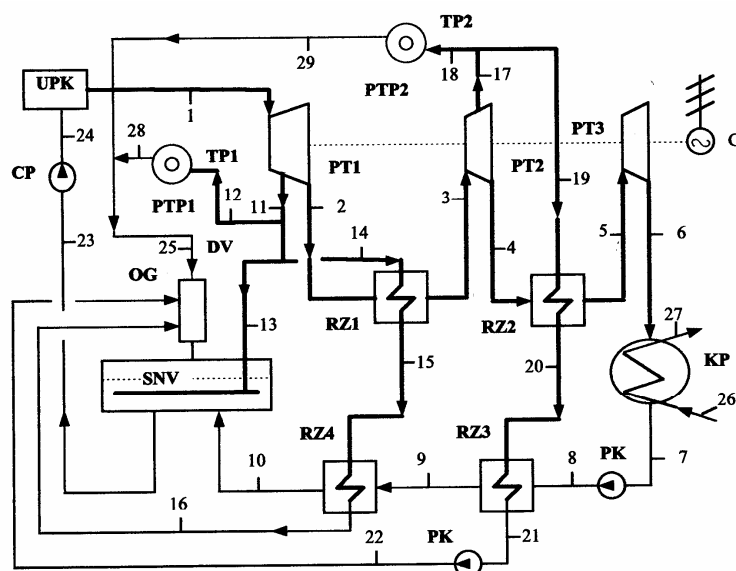 TP2
29
18
17
UPK
PTP2
1
24
28
PT3
G
CP
TP1
PT1
PT2
12
11
2
3
19
PTP1
14
4
5
6
23
25
DV
OG
27
13
RZ1
RZ2
15
20
KP
SNV
26
RZ4
RZ3
10
9
8
PK
7
16
22
PK
21